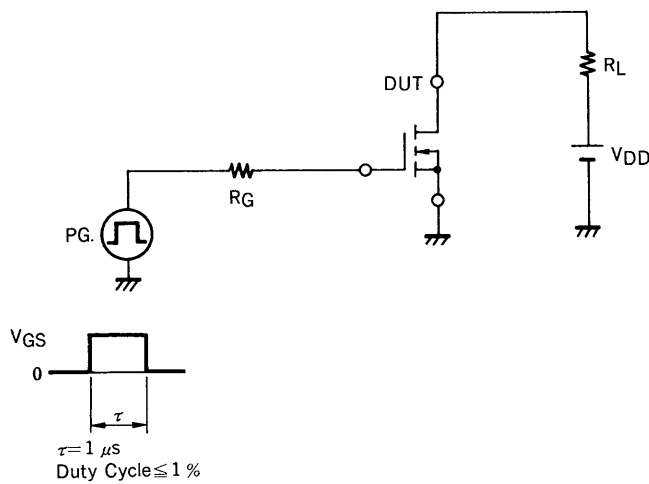 DUT
RL
VDD
RG
PG.
VGS
0
τ
τ=1 μs
Duty Cycle≦1 %